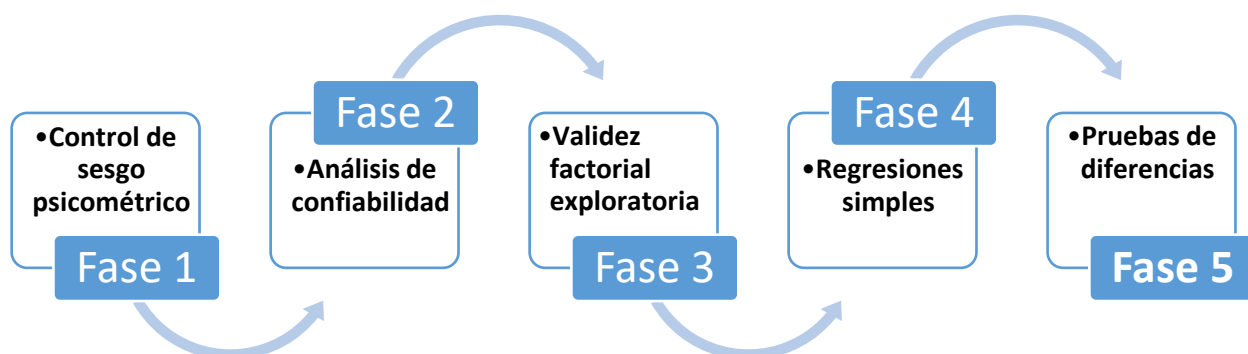 •Control de
sesgo
psicométrico
Fase 1
Fase 2
•Análisis de
confiabilidad
•Validez
factorial
exploratoria
Fase 3
Fase 4
•Regresiones
simples
•Pruebas de
diferencias
Fase 5